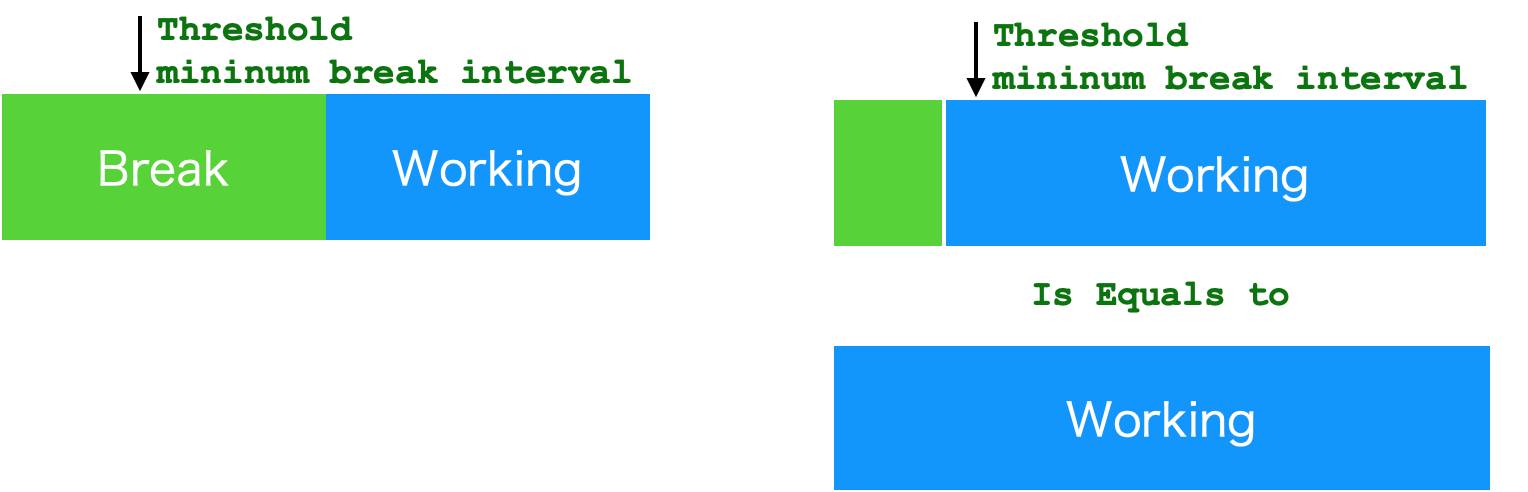 Threshold
mininum break interval
Break
Working
Threshold
mininum break interval
Working
Is Equals to
Working